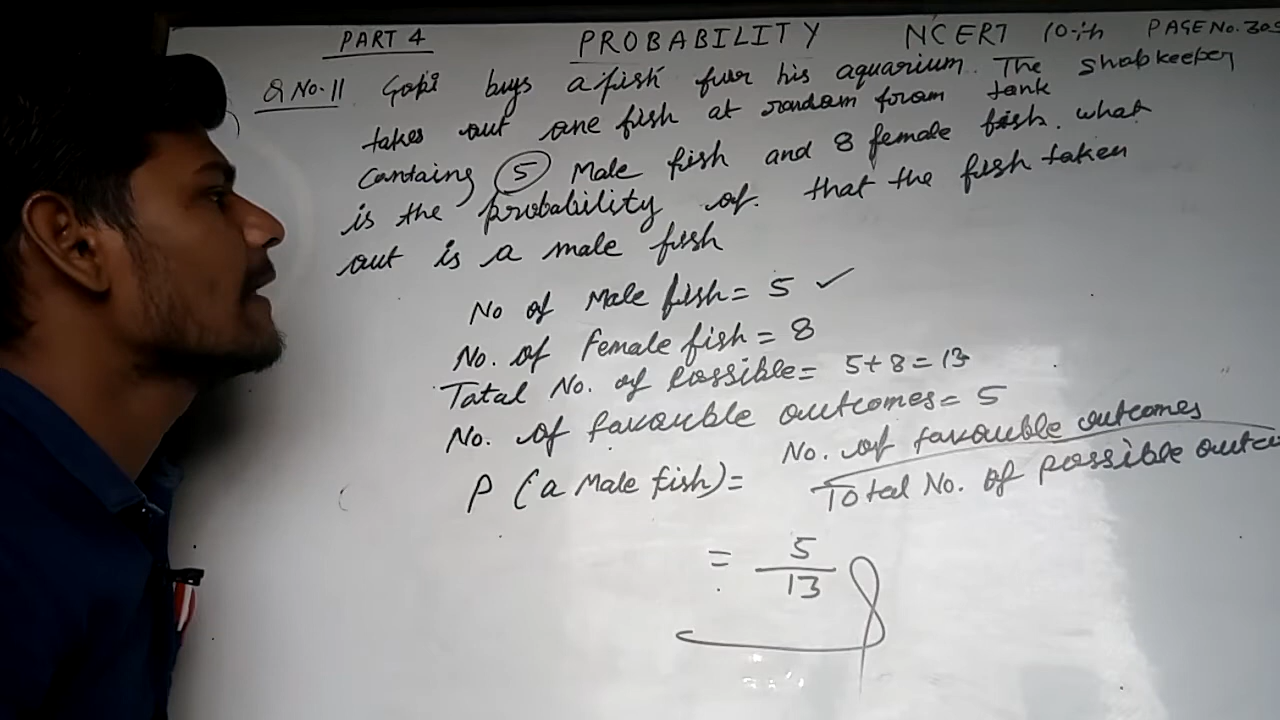 PART 4 PROBABILITY NCERT 10th PAGE No. 30
Q No. 11 Gopi buys a fish fur his aquarium. The shopkeeper
takes out one fish at random from tank
containg 5 Male fish and 8 female fish. what
is the probability of. that the fish taken
out is a male fish
No of Male fish = 5 ✓
No. of Female fish = 8
Total No. of possible = 5+8 = 13
No. of favouble outcomes = 5
P (a Male fish) = No. of favouble outcomes
Total No. of possible outco
= 5
13